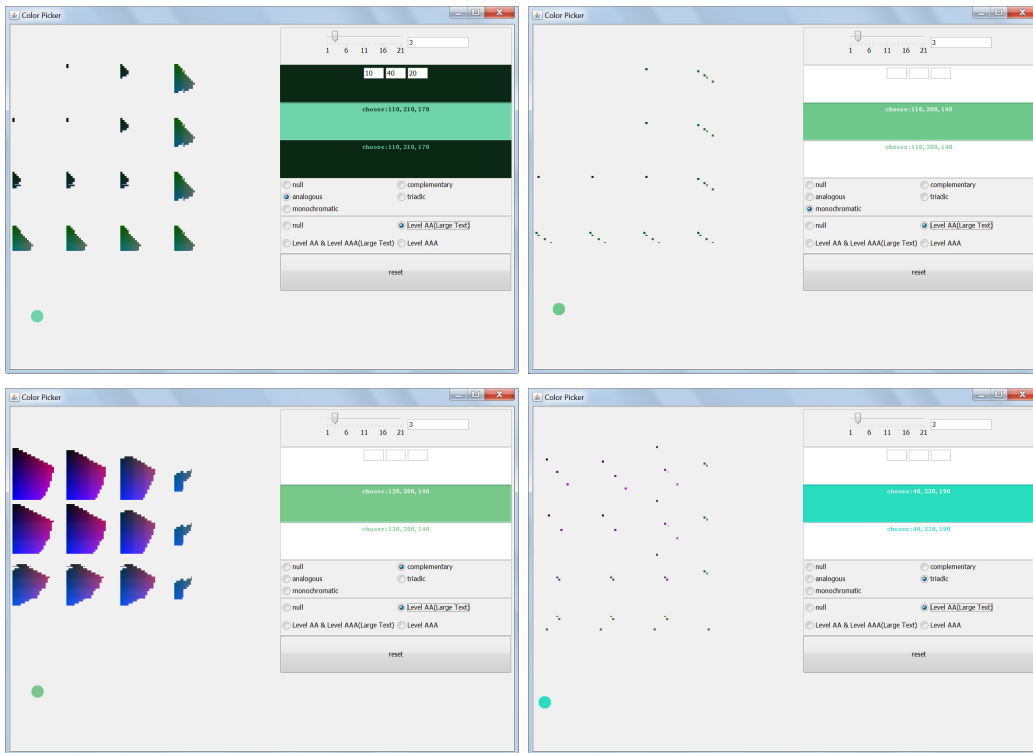 Color Picker
3
1 6 11 16 21
10 40 20
choose:110, 210, 170
choose:110, 210, 170
null complementary
analogous triadic
monochromatic
null Level AA(Large Text)
Level AA & Level AAA(Large Text) Level AAA
reset
Color Picker
3
1 6 11 16 21
choose:110, 200, 140
choose:110, 200, 140
null complementary
analogous triadic
monochromatic
null Level AA(Large Text)
Level AA & Level AAA(Large Text) Level AAA
reset
Color Picker
3
1 6 11 16 21
choose:120, 200, 140
choose:120, 200, 140
null complementary
analogous triadic
monochromatic
null Level AA(Large Text)
Level AA & Level AAA(Large Text) Level AAA
reset
Color Picker
3
1 6 11 16 21
choose:40, 220, 190
choose:40, 220, 190
null complementary
analogous triadic
monochromatic
null Level AA(Large Text)
Level AA & Level AAA(Large Text) Level AAA
reset